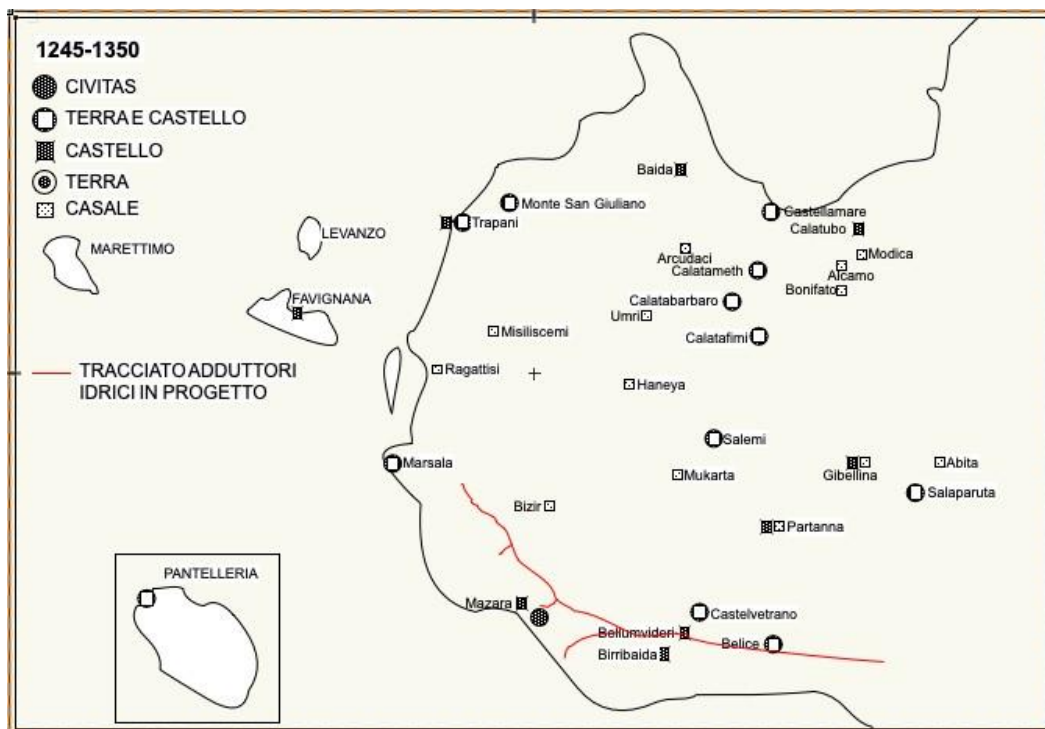 1245-1350
CIVITAS
TERRA E CASTELLO
CASTELLO
TERRA
CASALE
MARETTIMO
LEVANZO
FAVIGNANA
TRACCIATO ADDUTTORI
IDRICI IN PROGETTO
PANTELLERIA
Baida
Monte San Giuliano
Trapani
Castellamare
Calatubo
Arcudaci
Modica
Calatameth
Alcamo
Bonifato
Calatabarbaro
Umri
Misiliscemi
Calatafimi
Ragattisi
Haneya
Salemi
Marsala
Mukarta
Gibellina
Abita
Salaparuta
Bizir
Partanna
Mazara
Castelvetrano
Bellumvideri
Belice
Birribaida